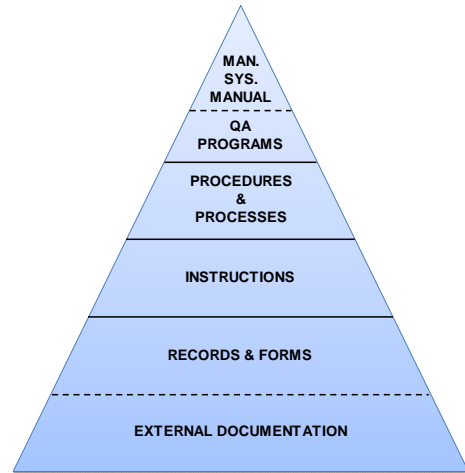 MAN.
SYS.
MANUAL
QA
PROGRAMS
PROCEDURES
&
PROCESSES
INSTRUCTIONS
RECORDS & FORMS
EXTERNAL DOCUMENTATION